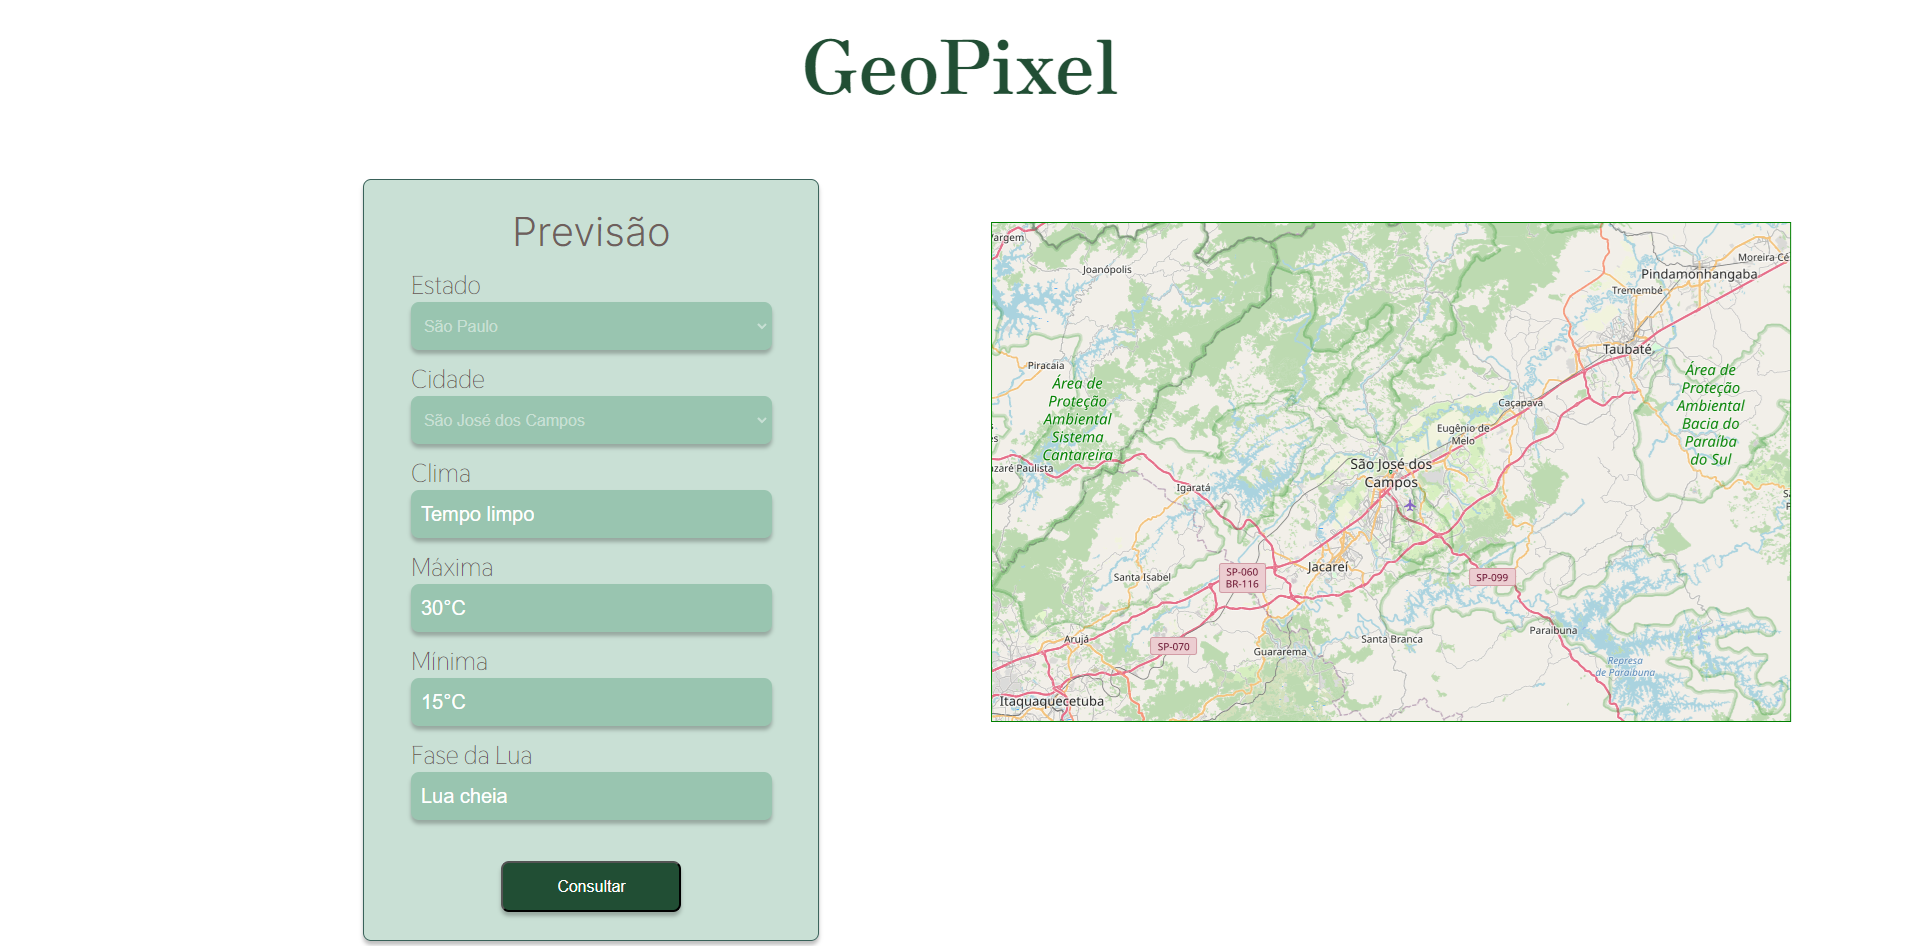 GeoPixel
Previsão
Estado
São Paulo
Cidade
São José dos Campos
Clima
Tempo limpo
Máxima
30°C
Mínima
15°C
Fase da Lua
Lua cheia
Consultar
argem
Joanópolis
Moreira Cé
Pindamonhangaba
Tremembé
Taubaté
Piracaia
Área de
Proteção
Ambiental
Sistema
Cantareira
Área de
Proteção
Ambiental
Bacia do
Paraíba
do Sul
Caçapava
Eugênio de
Melo
São José dos
Campos
zaré Paulista
Igaratá
Santa Isabel
SP-060
BR-116
Jacareí
SP-099
Arujá
SP-070
Guararema
Santa Branca
Paraibuna
Represa
de Paraibuna
Itaquaquecetuba